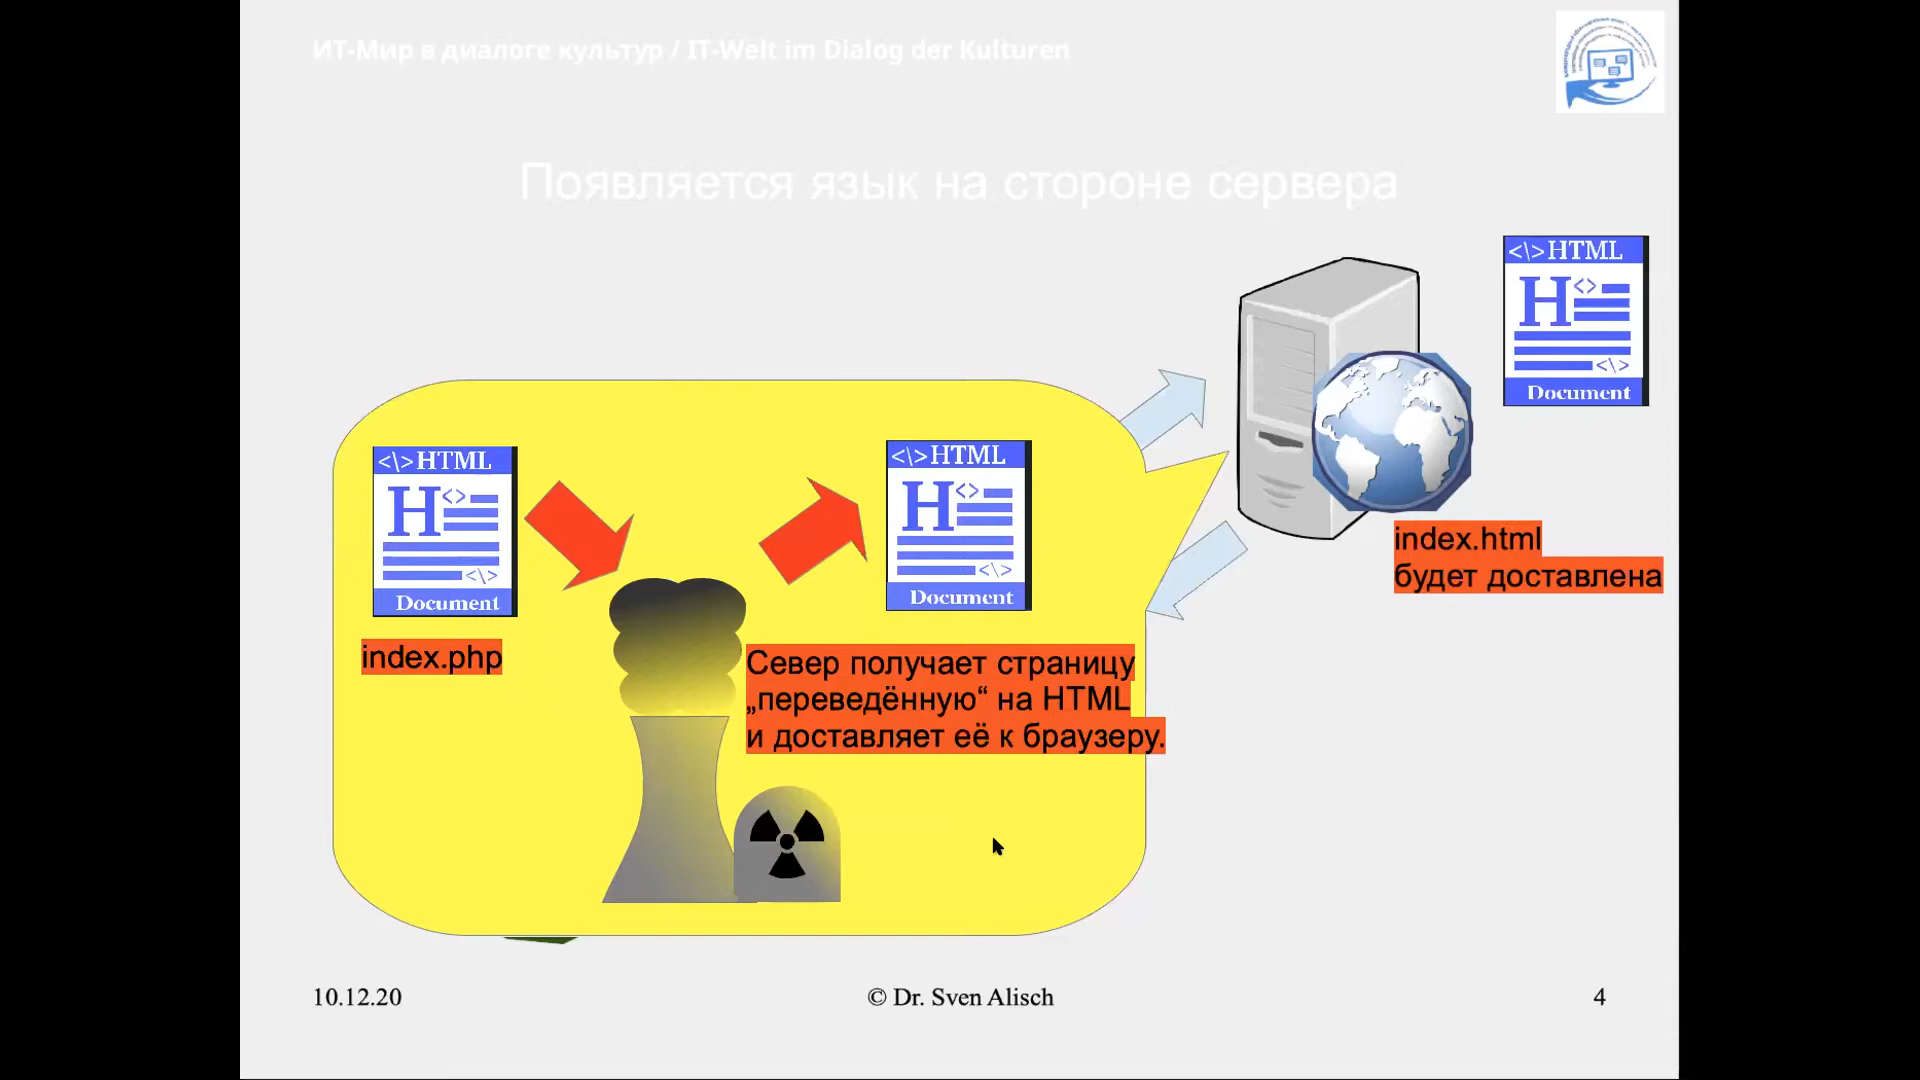 ИТ-Мир в диалоге культур / IT-Welt im Dialog der Kulturen
Появляется язык на стороне сервера
<\>HTML
H<>
<\>
Document
<\>HTML
H<>
<\>
Document
<\>HTML
H<>
<\>
Document
index.html
будет доставлена
index.php
Север получает страницу
„переведённую“ на HTML
и доставляет её к браузеру.
10.12.20
© Dr. Sven Alisch
4